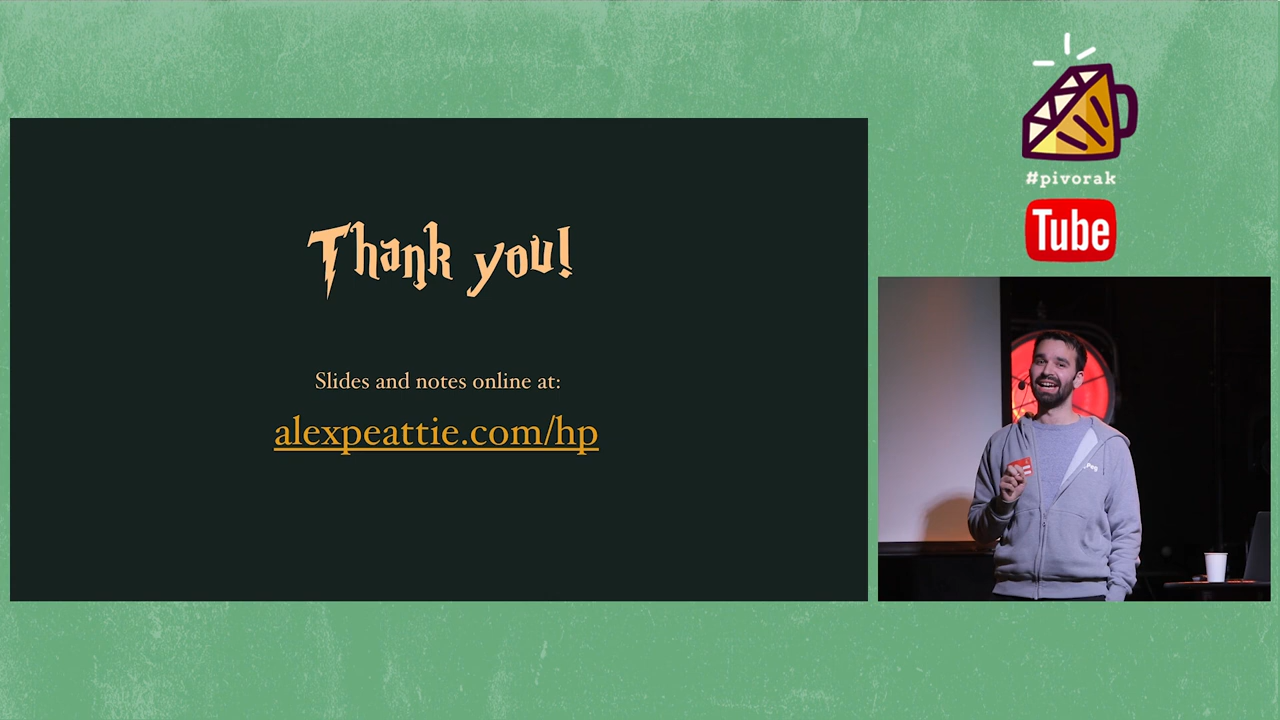 Thank you!
Slides and notes online at:
alexpeattie.com/hp
#pivorak
Tube